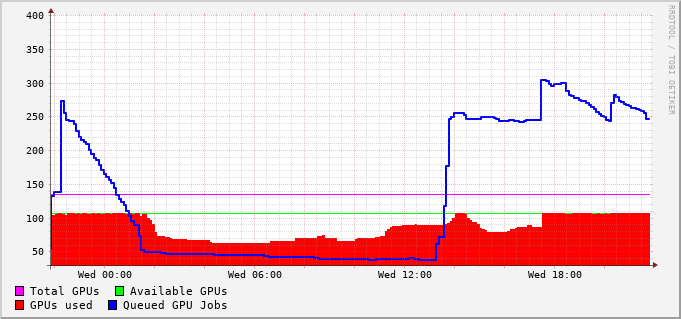 400
350
300
250
200
150
100
50
Wed 00:00 Wed 06:00 Wed 12:00 Wed 18:00
Total GPUs Available GPUs
GPUs used Queued GPU Jobs
RRDTOOL / TOBI OETIKER